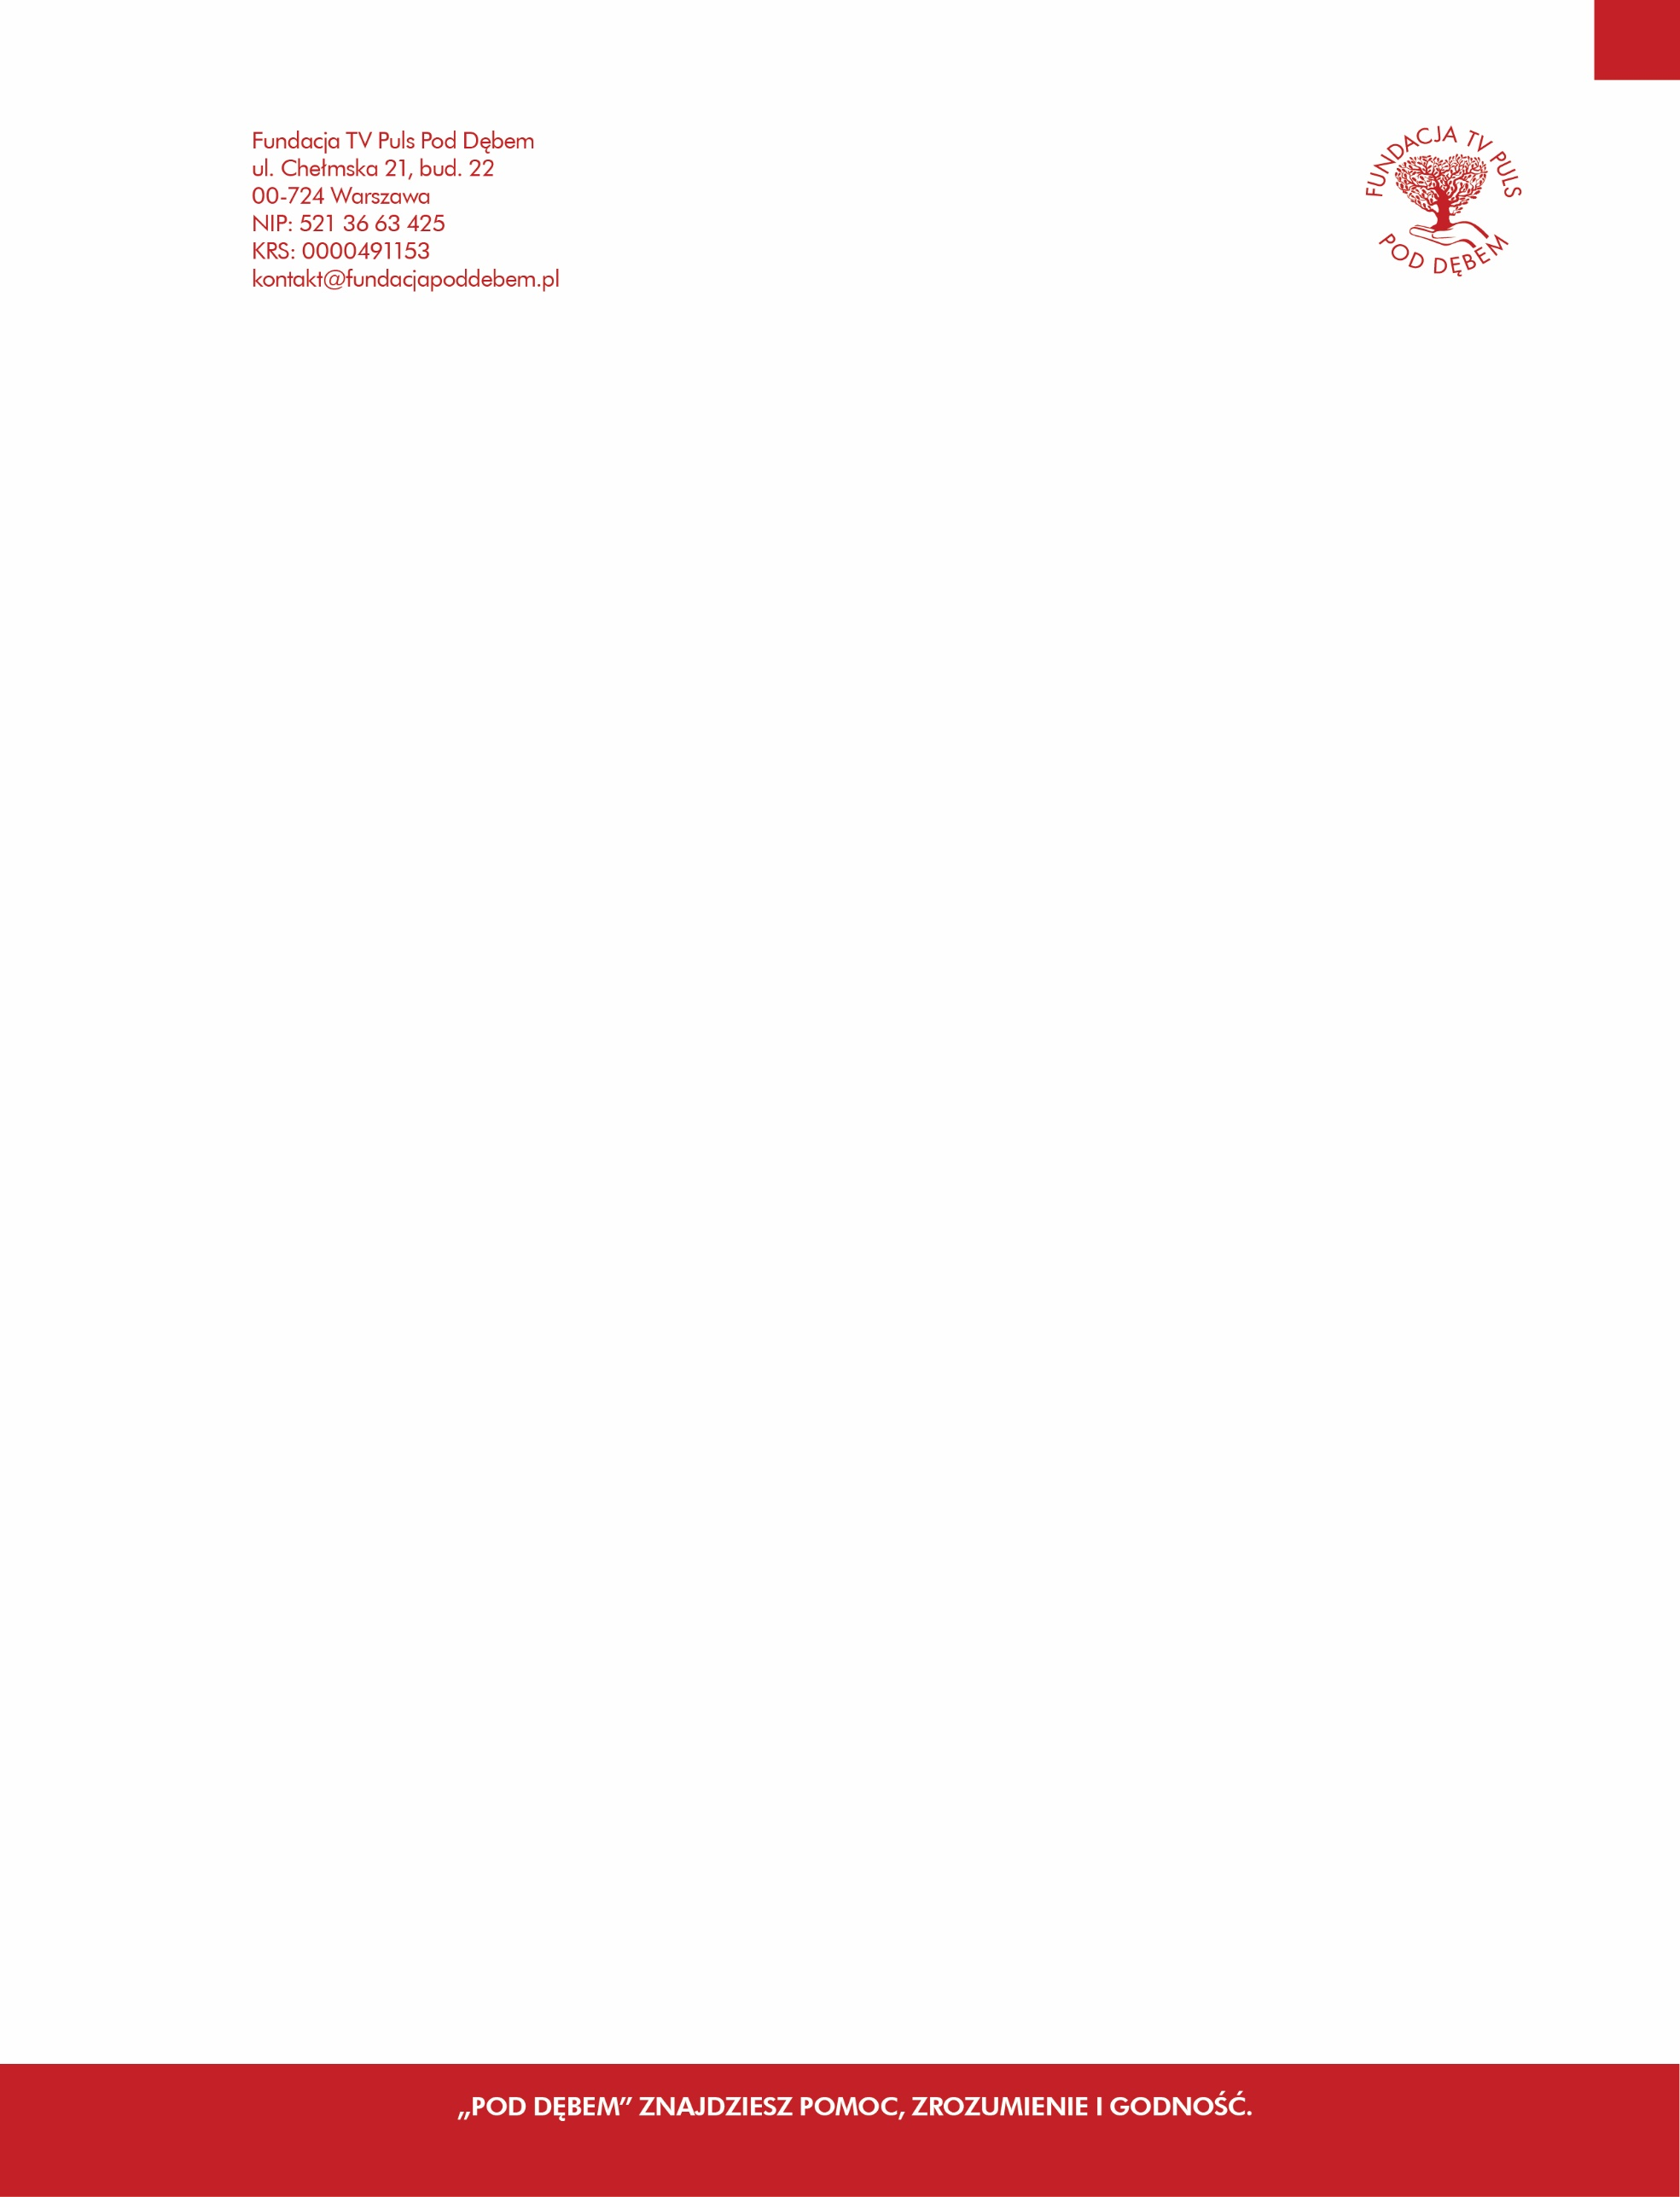 Fundacja TV Puls Pod Dębem
ul. Chełmska 21, bud. 22
00-724 Warszawa
NIP: 521 36 63 425
KRS: 0000491153
kontakt@fundacjapoddebem.pl
FUNDACJA TV PULS
POD DĘBEM
„POD DĘBEM” ZNAJDZIESZ POMOC, ZROZUMIENIE I GODNOŚĆ.